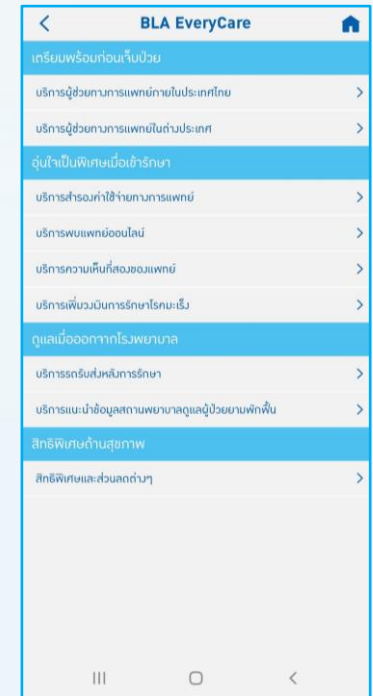 BLA EveryCare
เตรียมพร้อมก่อนเจ็บป่วย
บริการผู้ช่วยทางการแพทย์ภายในประเทศไทย
บริการผู้ช่วยทางการแพทย์ในต่างประเทศ
อุ่นใจเป็นพิเศษเมื่อเข้ารักษา
บริการสำรองค่าใช้จ่ายทางการแพทย์
บริการพบแพทย์ออนไลน์
บริการความเห็นที่สองของแพทย์
บริการเพิ่มวงเงินการรักษาโรคมะเร็ง
ดูแลเมื่อออกจากโรงพยาบาล
บริการรถรับส่งหลังการรักษา
บริการแนะนำข้อมูลสถานพยาบาลดูแลผู้ป่วยยามพักฟื้น
สิทธิพิเศษด้านสุขภาพ
สิทธิพิเศษและส่วนลดต่างๆ